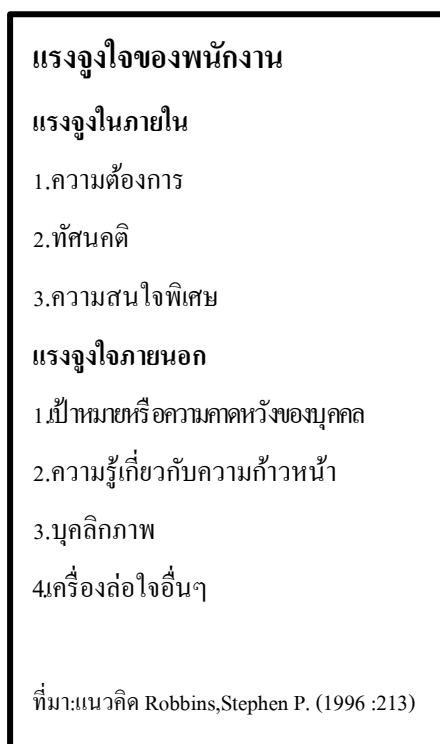 แรงจูงใจของพนักงาน
แรงจูงในภายใน
1.ความต้องการ
2.ทัศนคติ
3.ความสนใจพิเศษ
แรงจูงใจภายนอก
1.เป้าหมายหรือความคาดหวังของบุคคล
2.ความรู้เกี่ยวกับความก้าวหน้า
3.บุคลิกภาพ
4.เครื่องล่อใจอื่นๆ
ที่มา:แนวคิด Robbins,Stephen P. (1996 :213)